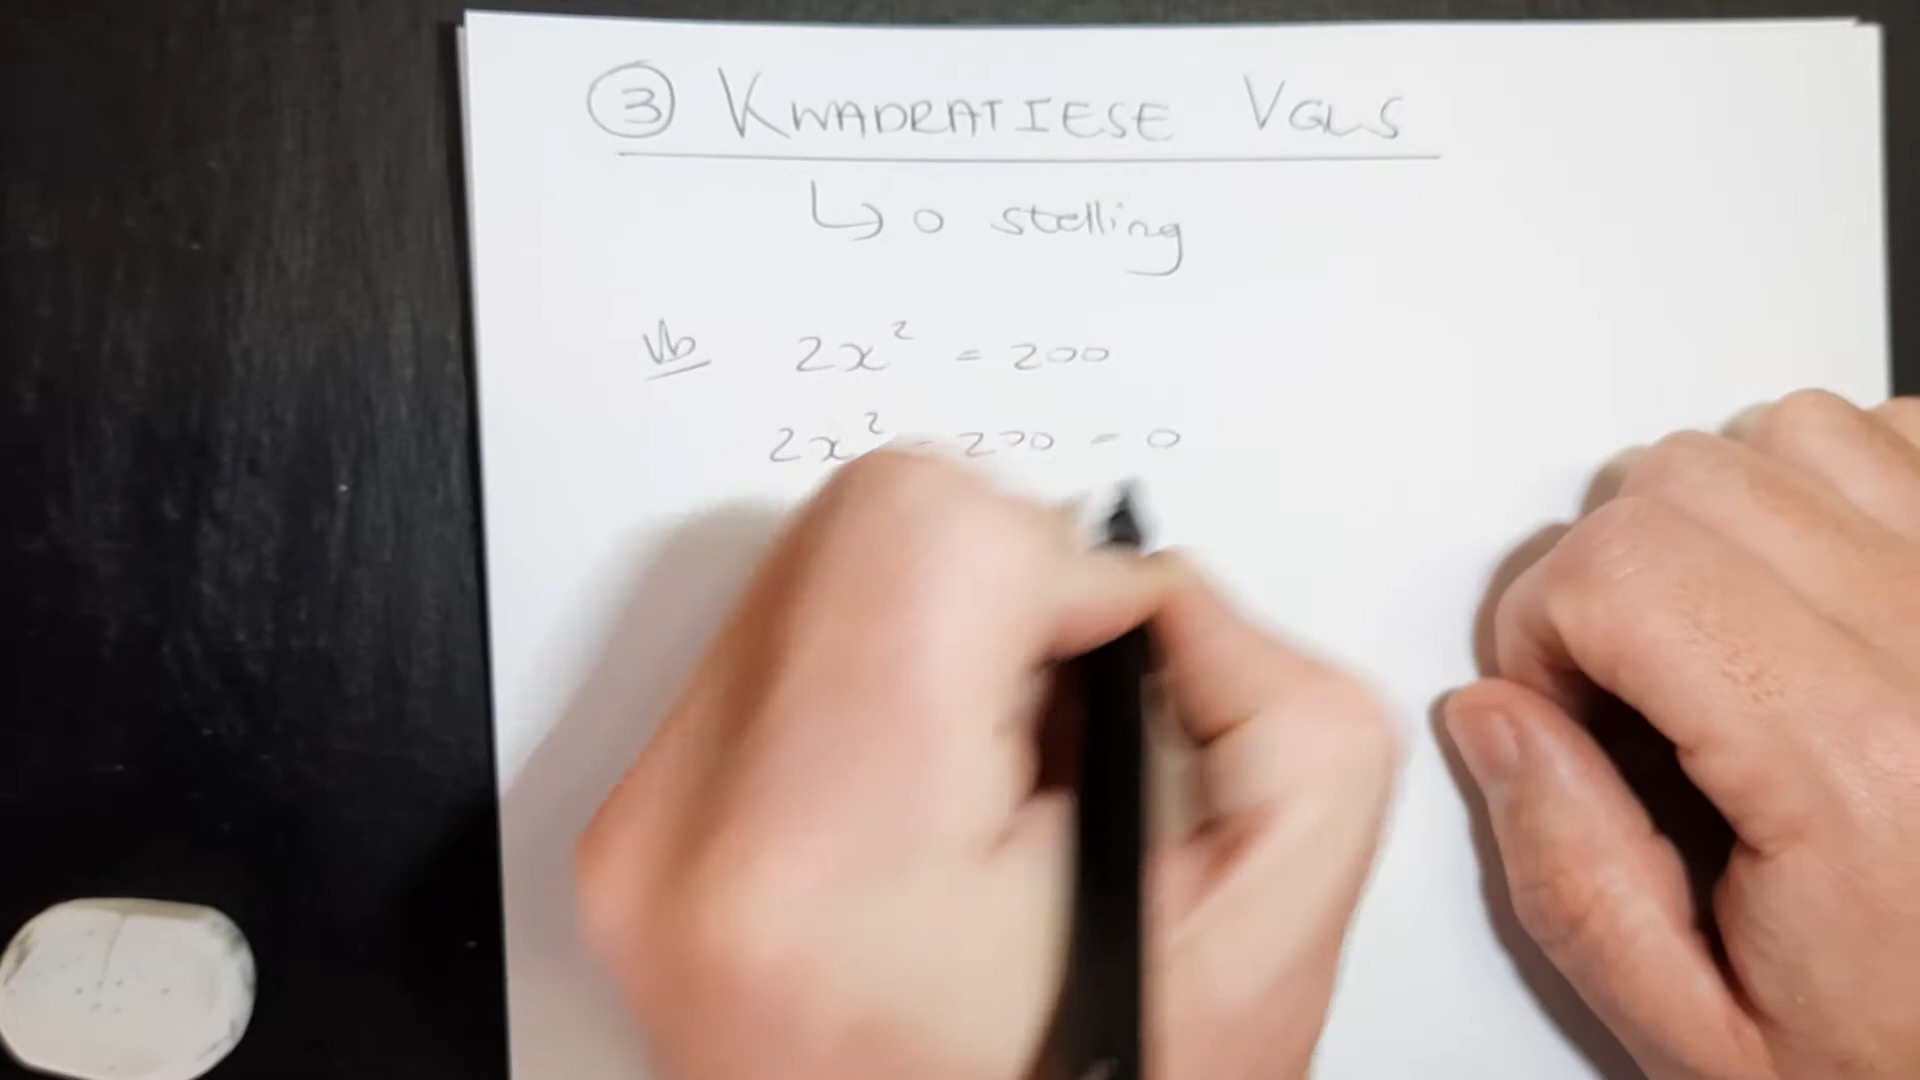 ③ KWADRATIESE VGLS
↳ 0 stelling
Vb 2x² = 200
2x² - 200 = 0